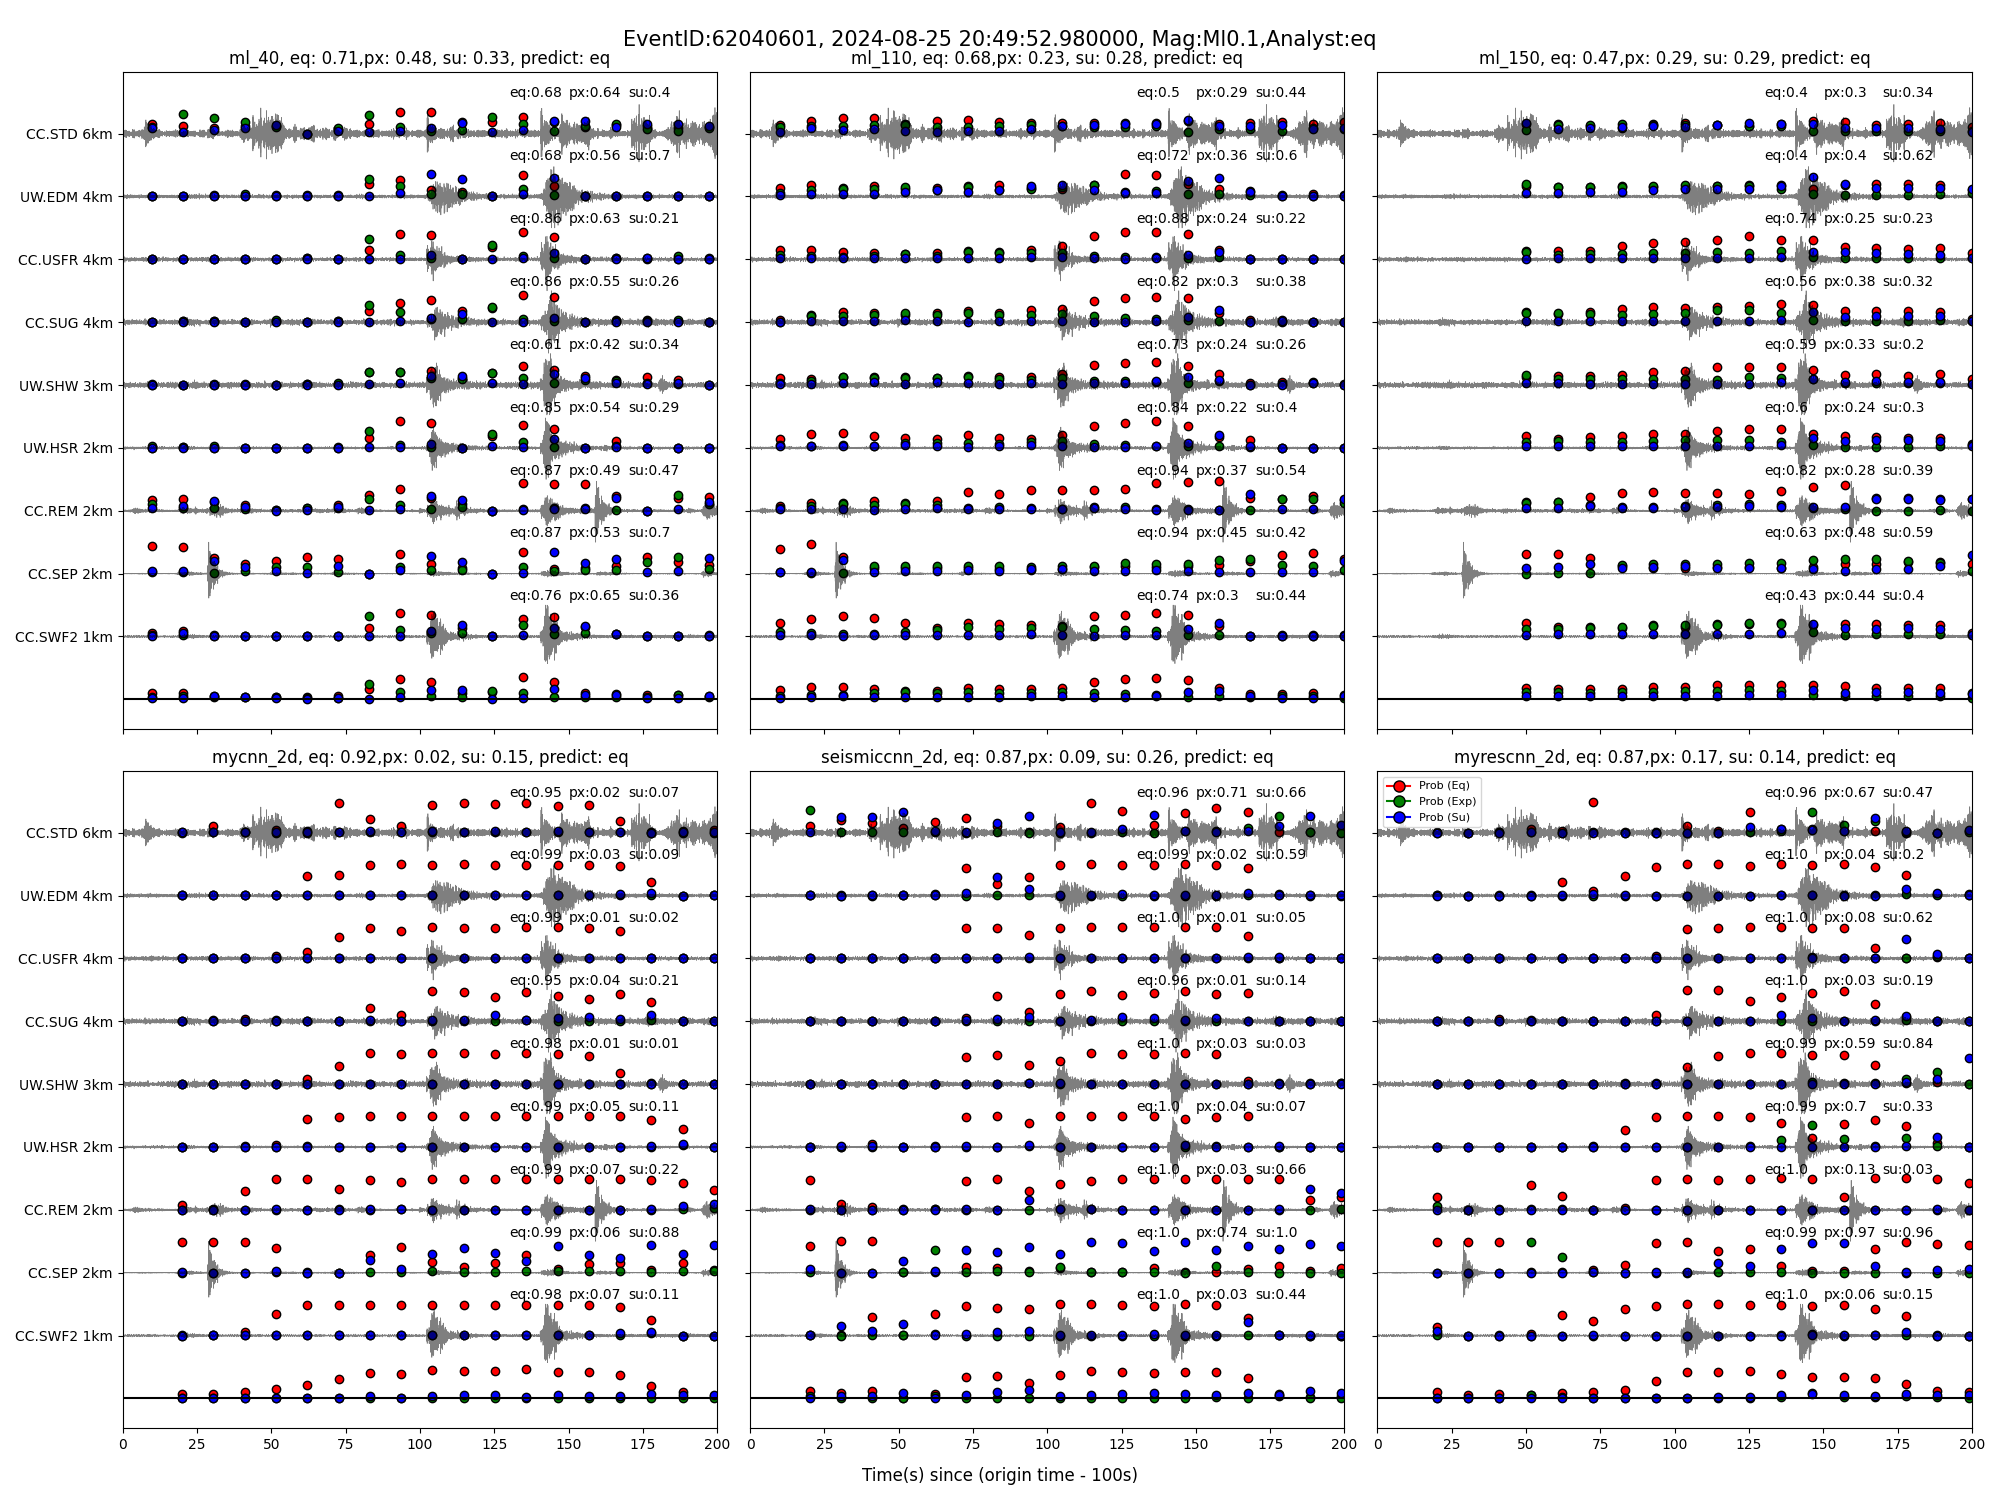 EventID:62040601, 2024-08-25 20:49:52.980000, Mag:Ml0.1,Analyst:eq
ml_40, eq: 0.71,px: 0.48, su: 0.33, predict: eq
CC.STD 6km
eq:0.68 px:0.64 su:0.4
UW.EDM 4km
eq:0.68 px:0.56 su:0.7
CC.USFR 4km
eq:0.86 px:0.63 su:0.21
CC.SUG 4km
eq:0.86 px:0.55 su:0.26
UW.SHW 3km
eq:0.61 px:0.42 su:0.34
UW.HSR 2km
eq:0.85 px:0.54 su:0.29
CC.REM 2km
eq:0.87 px:0.49 su:0.47
CC.SEP 2km
eq:0.87 px:0.53 su:0.7
CC.SWF2 1km
eq:0.76 px:0.65 su:0.36
ml_110, eq: 0.68,px: 0.23, su: 0.28, predict: eq
eq:0.5 px:0.29 su:0.44
eq:0.72 px:0.36 su:0.6
eq:0.88 px:0.24 su:0.22
eq:0.82 px:0.3 su:0.38
eq:0.73 px:0.24 su:0.26
eq:0.84 px:0.22 su:0.4
eq:0.94 px:0.37 su:0.54
eq:0.94 px:0.45 su:0.42
eq:0.74 px:0.3 su:0.44
ml_150, eq: 0.47,px: 0.29, su: 0.29, predict: eq
eq:0.4 px:0.3 su:0.34
eq:0.4 px:0.4 su:0.62
eq:0.74 px:0.25 su:0.23
eq:0.56 px:0.38 su:0.32
eq:0.59 px:0.33 su:0.2
eq:0.6 px:0.24 su:0.3
eq:0.82 px:0.28 su:0.39
eq:0.63 px:0.48 su:0.59
eq:0.43 px:0.44 su:0.4
mycnn_2d, eq: 0.92,px: 0.02, su: 0.15, predict: eq
CC.STD 6km
eq:0.95 px:0.02 su:0.07
UW.EDM 4km
eq:0.99 px:0.03 su:0.09
CC.USFR 4km
eq:0.99 px:0.01 su:0.02
CC.SUG 4km
eq:0.95 px:0.04 su:0.21
UW.SHW 3km
eq:0.98 px:0.01 su:0.01
UW.HSR 2km
eq:0.99 px:0.05 su:0.11
CC.REM 2km
eq:0.99 px:0.07 su:0.22
CC.SEP 2km
eq:0.99 px:0.06 su:0.88
CC.SWF2 1km
eq:0.98 px:0.07 su:0.11
0 25 50 75 100 125 150 175 200
seismiccnn_2d, eq: 0.87,px: 0.09, su: 0.26, predict: eq
eq:0.96 px:0.71 su:0.66
eq:0.99 px:0.02 su:0.59
eq:1.0 px:0.01 su:0.05
eq:0.96 px:0.01 su:0.14
eq:1.0 px:0.03 su:0.03
eq:1.0 px:0.04 su:0.07
eq:1.0 px:0.03 su:0.66
eq:1.0 px:0.74 su:1.0
eq:1.0 px:0.03 su:0.44
0 25 50 75 100 125 150 175 200
myrescnn_2d, eq: 0.87,px: 0.17, su: 0.14, predict: eq
Prob (Eq)
Prob (Exp)
Prob (Su)
eq:0.96 px:0.67 su:0.47
eq:1.0 px:0.04 su:0.2
eq:1.0 px:0.08 su:0.62
eq:1.0 px:0.03 su:0.19
eq:0.99 px:0.59 su:0.84
eq:0.99 px:0.7 su:0.33
eq:1.0 px:0.13 su:0.03
eq:0.99 px:0.97 su:0.96
eq:1.0 px:0.06 su:0.15
0 25 50 75 100 125 150 175 200
Time(s) since (origin time - 100s)